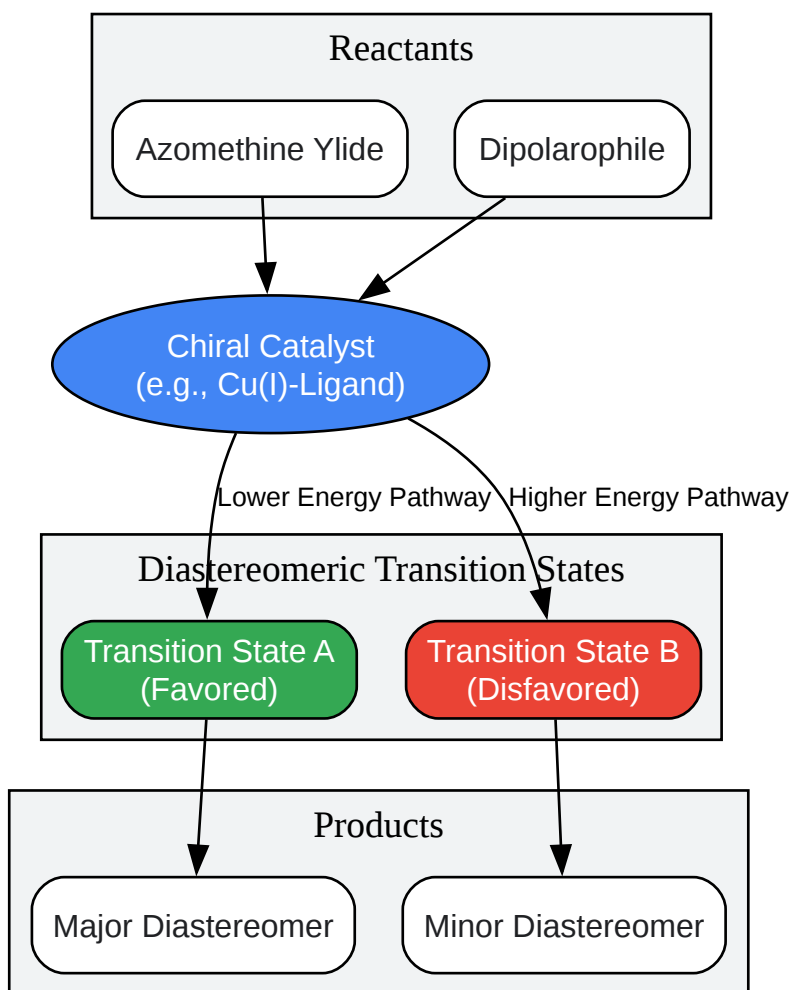 Reactants
Azomethine Ylide
Dipolarophile
Chiral Catalyst
(e.g., Cu(I)-Ligand)
Lower Energy Pathway
Higher Energy Pathway
Diastereomeric Transition States
Transition State A
(Favored)
Transition State B
(Disfavored)
Products
Major Diastereomer
Minor Diastereomer